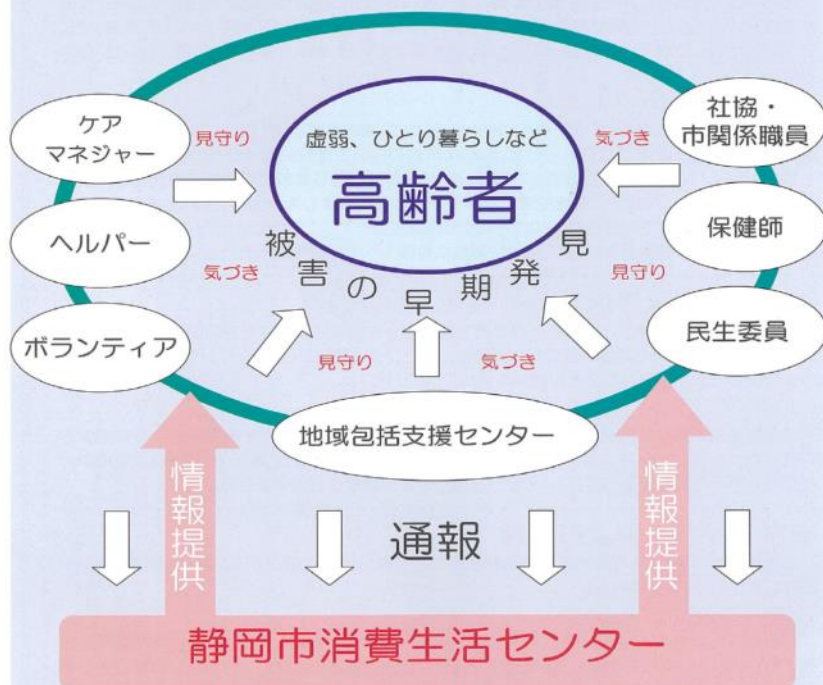 ケア
マネジャー
見守り
虚弱、ひとり暮らしなど
高齢者
気づき
社協・
市関係職員
ヘルパー
保健師
気づき
被害の早期発見
見守り
ボランティア
見守り
気づき
民生委員
地域包括支援センター
情報提供
通報
情報提供
静岡市消費生活センター